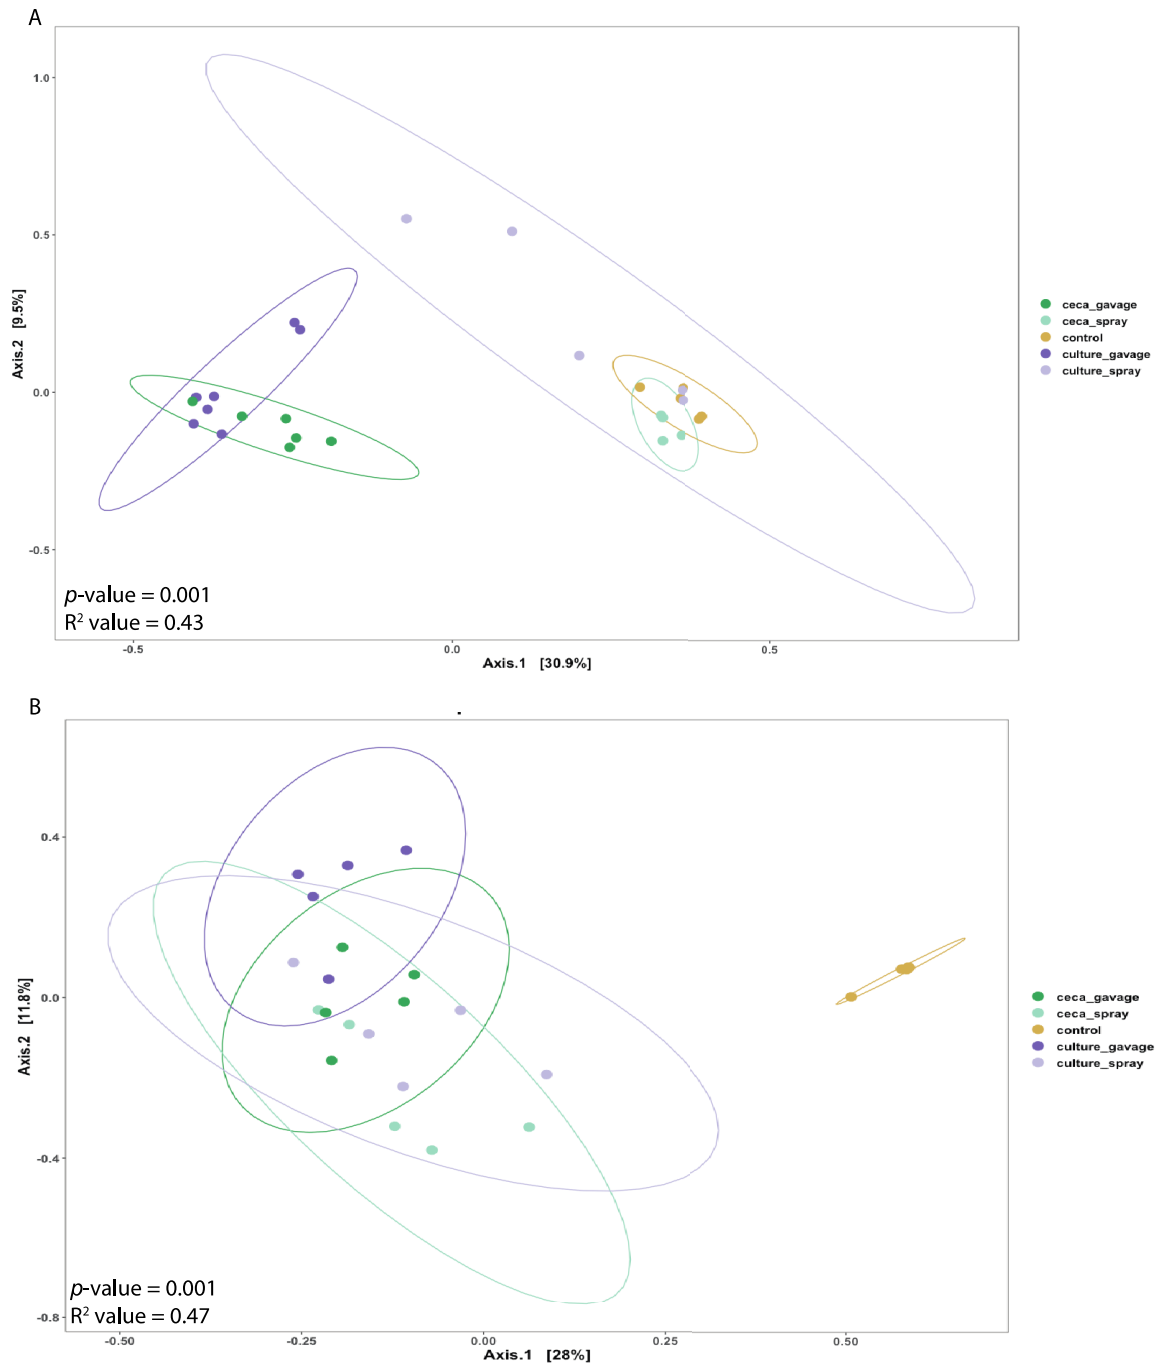 A
1.0
0.5
0.0
-0.5
Axis.2 [9.5%]
ceca_gavage
ceca_spray
control
culture_gavage
culture_spray
p-value = 0.001
R² value = 0.43
-0.5 0.0 0.5
Axis.1 [30.9%]
B
0.4
0.0
-0.4
-0.8
Axis.2 [11.8%]
ceca_gavage
ceca_spray
control
culture_gavage
culture_spray
p-value = 0.001
R² value = 0.47
-0.50 -0.25 0.00 0.25 0.50
Axis.1 [28%]